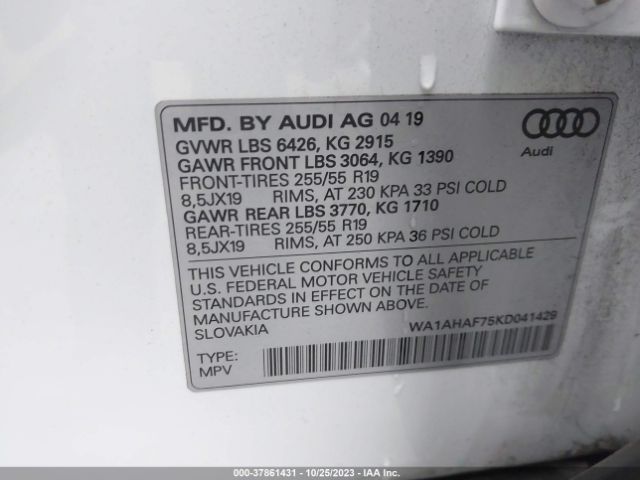 MFD. BY AUDI AG 04 19
GVWR LBS 6426, KG 2915
GAWR FRONT LBS 3064, KG 1390
FRONT-TIRES 255/55 R19
8,5JX19 RIMS, AT 230 KPA 33 PSI COLD
GAWR REAR LBS 3770, KG 1710
REAR-TIRES 255/55 R19
8,5JX19 RIMS, AT 250 KPA 36 PSI COLD
Audi
THIS VEHICLE CONFORMS TO ALL APPLICABLE
U.S. FEDERAL MOTOR VEHICLE SAFETY
STANDARDS IN EFFECT ON THE DATE OF
MANUFACTURE SHOWN ABOVE.
SLOVAKIA
WA1AHAF75KD041429
TYPE:
MPV
000-37861431 - 10/25/2023 - IAA Inc.